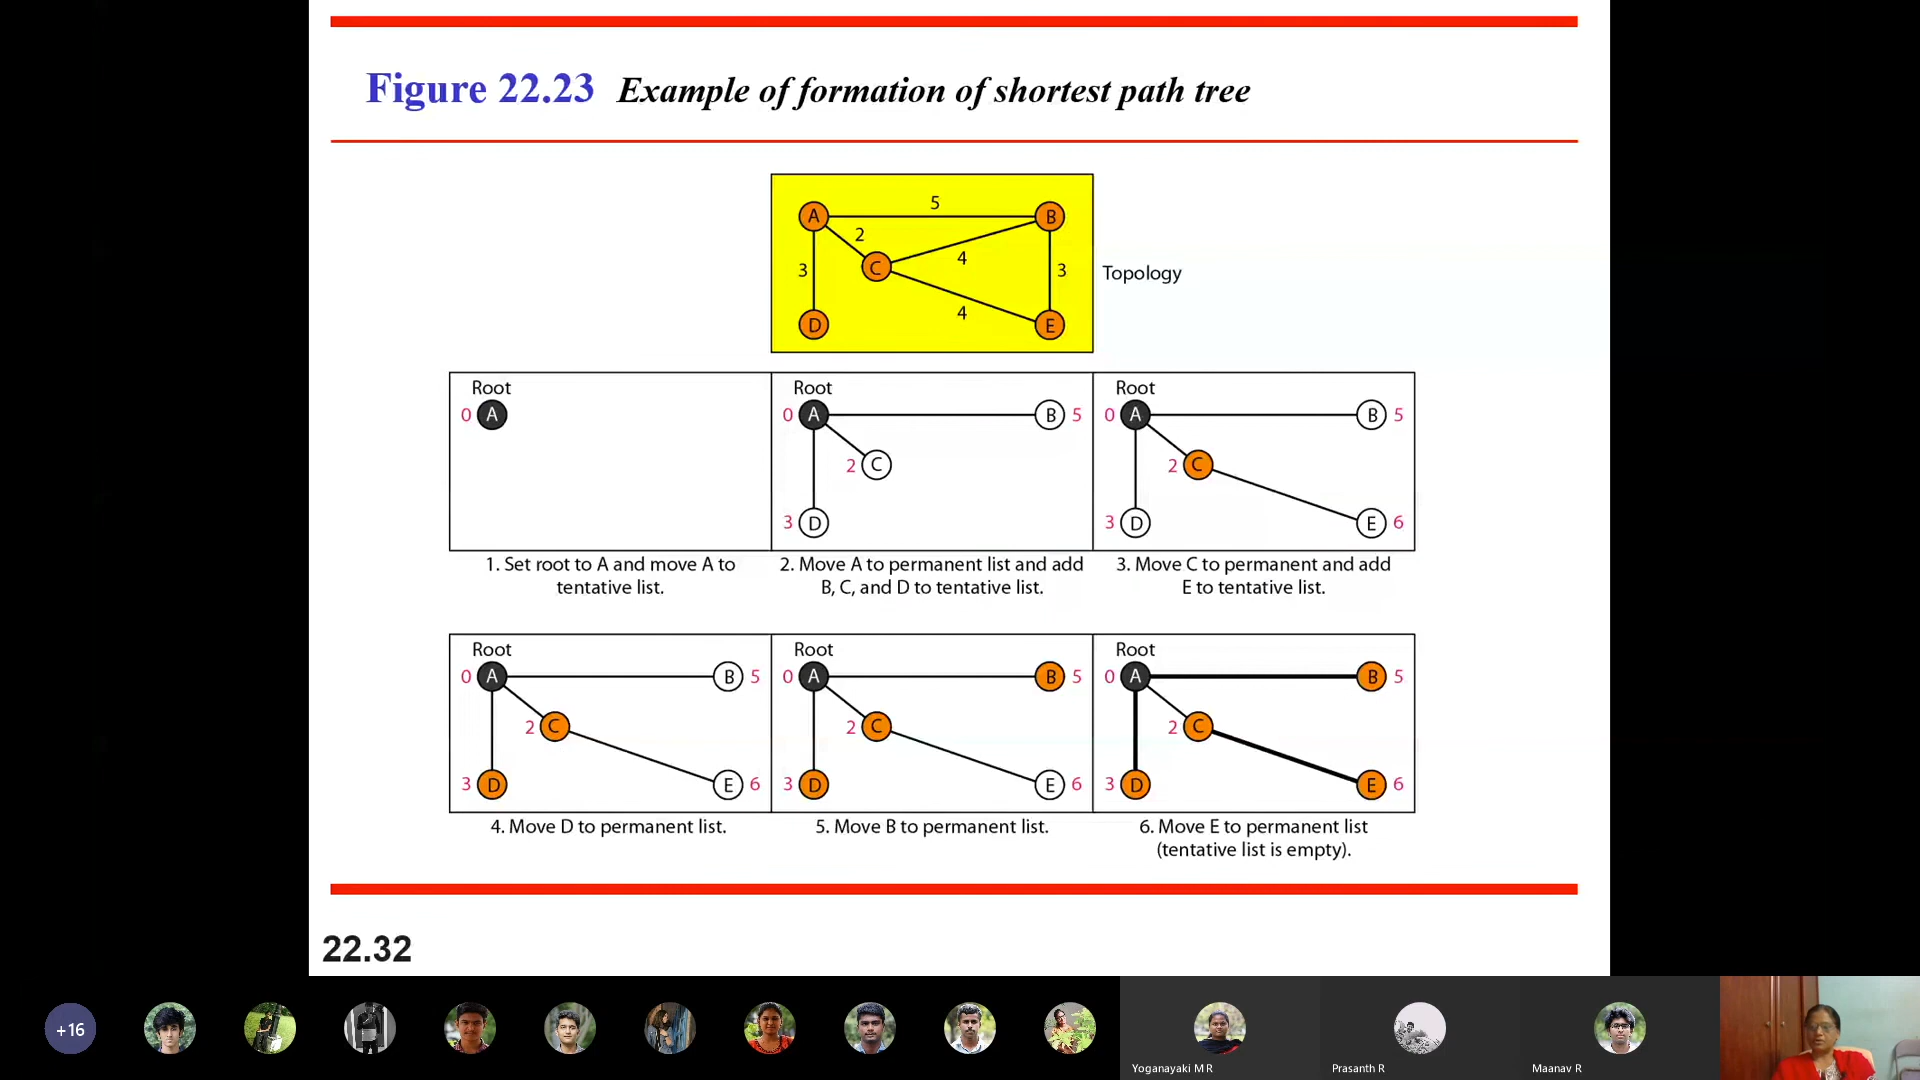 Figure 22.23 Example of formation of shortest path tree
A
5
B
2
3
C
4
3
Topology
4
D
E
Root
0 A
Root
0 A
B 5
2 C
3 D
Root
0 A
B 5
2 C
3 D
E 6
1. Set root to A and move A to
tentative list.
2. Move A to permanent list and add
B, C, and D to tentative list.
3. Move C to permanent and add
E to tentative list.
Root
0 A
B 5
2 C
3 D
E 6
Root
0 A
B 5
2 C
3 D
E 6
Root
0 A
B 5
2 C
3 D
E 6
4. Move D to permanent list.
5. Move B to permanent list.
6. Move E to permanent list
(tentative list is empty).
22.32
+16
Yoganayaki M R
Prasanth R
Maanav R